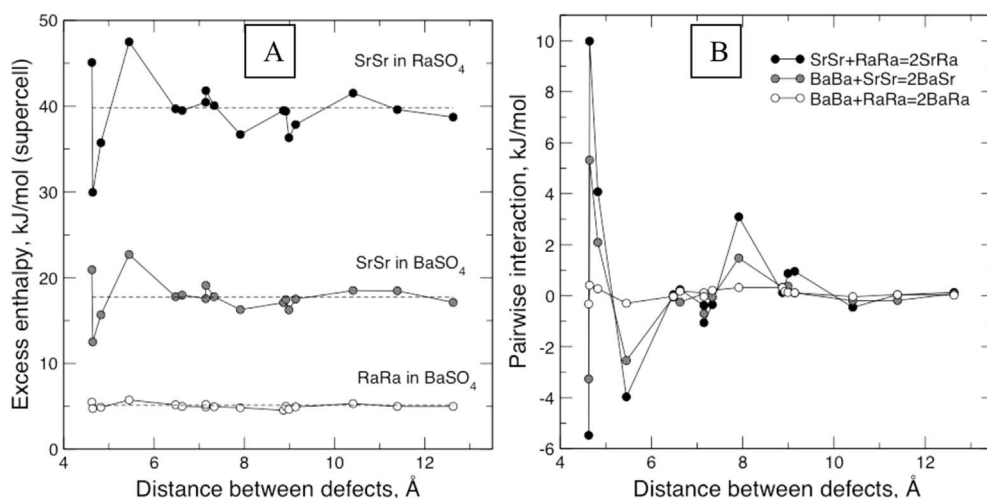 A
Excess enthalpy, kJ/mol (supercell)
50
40
30
20
10
0
SrSr in RaSO₄
SrSr in BaSO₄
RaRa in BaSO₄
4 6 8 10 12
Distance between defects, Å
B
Pairwise interaction, kJ/mol
10
8
6
4
2
0
-2
-4
-6
SrSr+RaRa=2SrRa
BaBa+SrSr=2BaSr
BaBa+RaRa=2BaRa
4 6 8 10 12
Distance between defects, Å